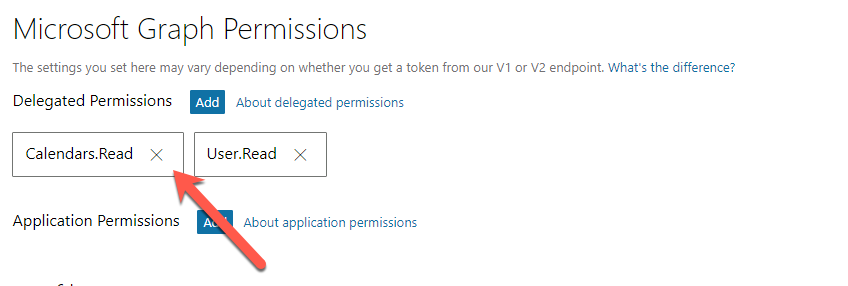 Microsoft Graph Permissions
The settings you set here may vary depending on whether you get a token from our V1 or V2 endpoint. What's the difference?
Delegated Permissions Add About delegated permissions
Calendars.Read User.Read
Application Permissions Add About application permissions